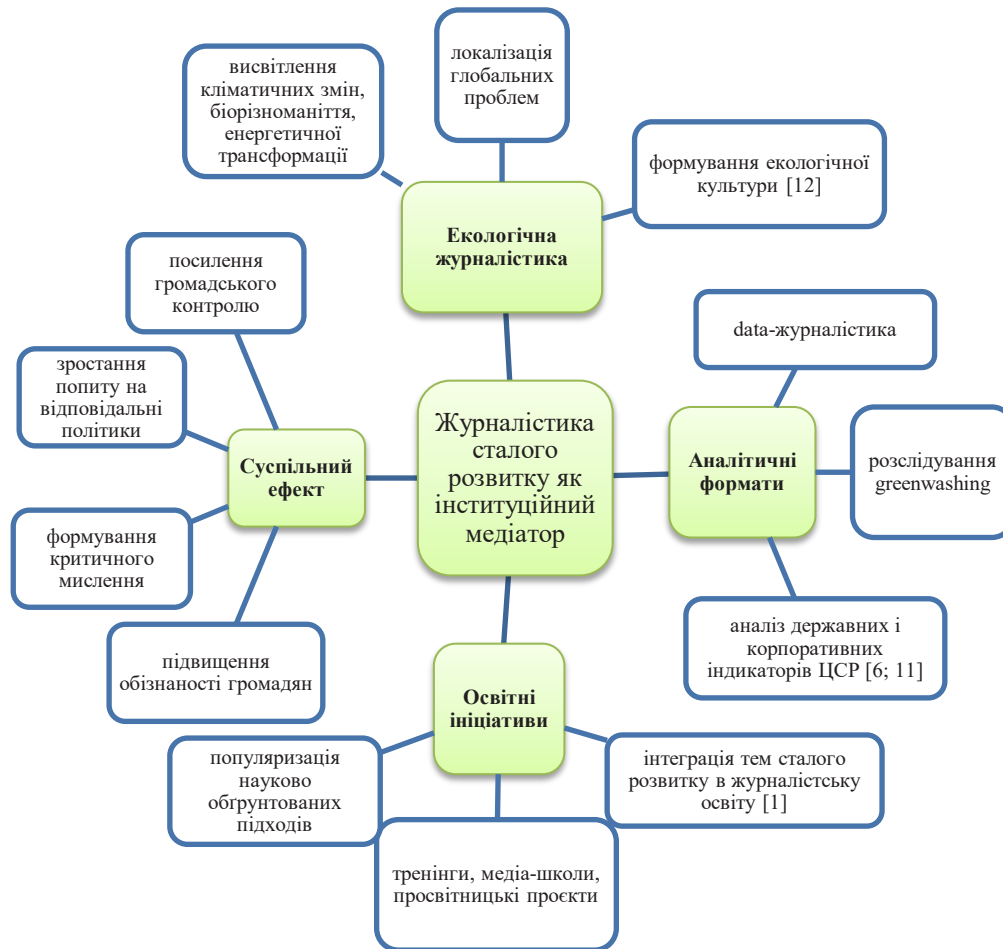 локалізація
глобальних
проблем
висвітлення
кліматичних змін,
біорізноманіття,
енергетичної
трансформації
формування екологічної
культури [12]
Екологічна
журналістика
посилення
громадського
контролю
data-журналістика
зростання
попиту на
відповідальні
політики
Суспільний
ефект
Журналістика
сталого
розвитку як
інституційний
медіатор
Аналітичні
формати
розслідування
greenwashing
формування
критичного
мислення
підвищення
обізнаності громадян
аналіз державних і
корпоративних
індикаторів ЦСР [6; 11]
Освітні
ініціативи
популяризація
науково
обґрунтованих
підходів
інтеграція тем сталого
розвитку в журналістську
освіту [1]
тренінги, медіа-школи,
просвітницькі проєкти